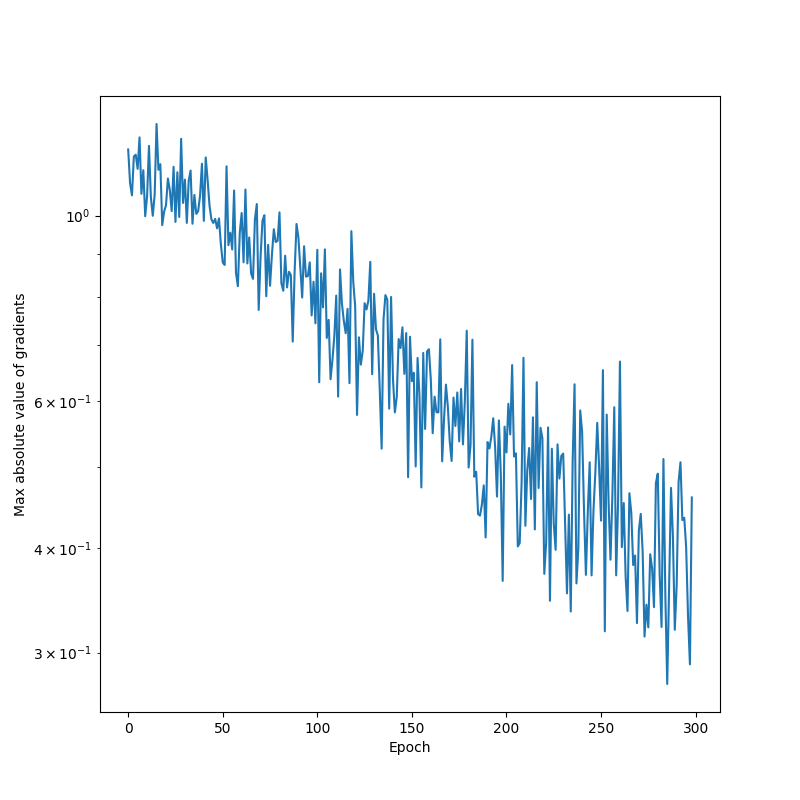 Max absolute value of gradients
10⁰
6 × 10⁻¹
4 × 10⁻¹
3 × 10⁻¹
0 50 100 150 200 250 300
Epoch